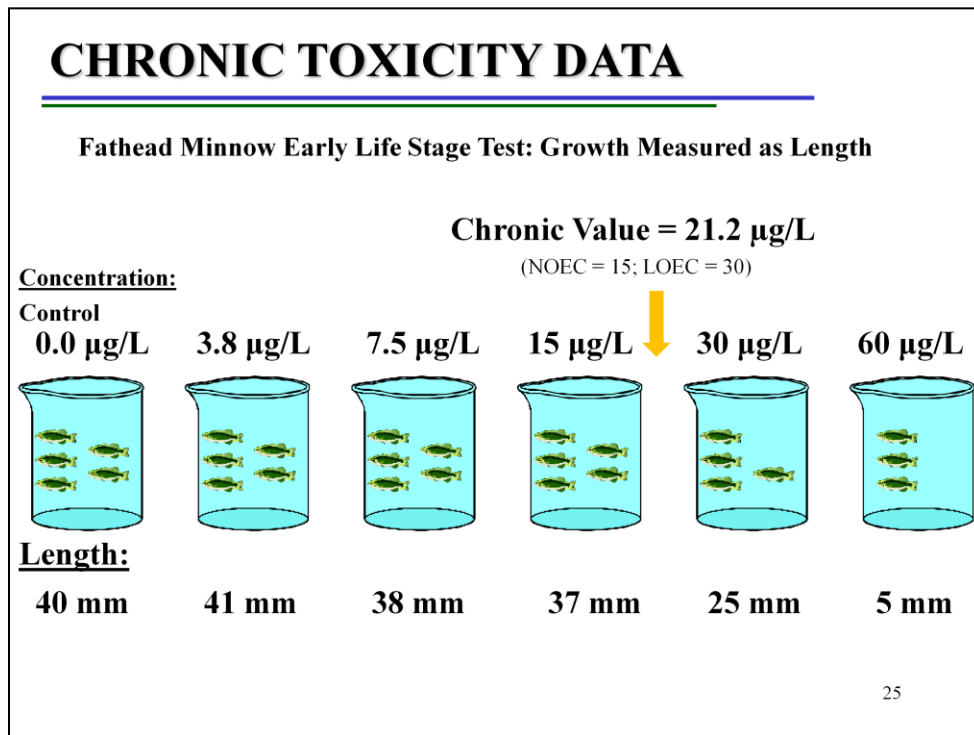 CHRONIC TOXICITY DATA
Fathead Minnow Early Life Stage Test: Growth Measured as Length
Chronic Value = 21.2 µg/L
(NOEC = 15; LOEC = 30)
Concentration:
Control
0.0 µg/L 3.8 µg/L 7.5 µg/L 15 µg/L 30 µg/L 60 µg/L
Length:
40 mm 41 mm 38 mm 37 mm 25 mm 5 mm
25